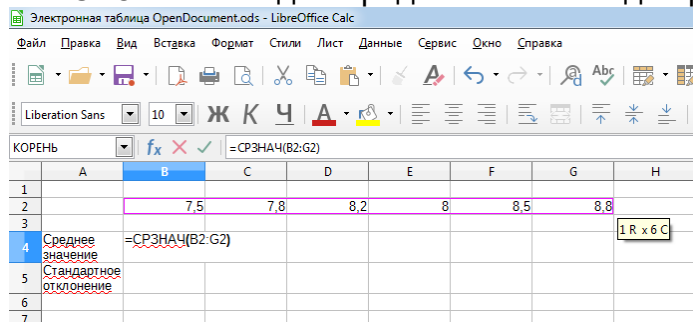 Электронная таблица OpenDocument.ods - LibreOffice Calc
Файл Правка Вид Вставка Формат Стили Лист Данные Сервис Окно Справка
Liberation Sans 10 Ж К Ч А
КОРЕНЬ fx =СРЗНАЧ(B2:G2)
A B C D E F G H
1
2 7,5 7,8 8,2 8 8,5 8,8
1 R x 6 C
3
4 Среднее значение =СРЗНАЧ(B2:G2)
5 Стандартное отклонение
6
7